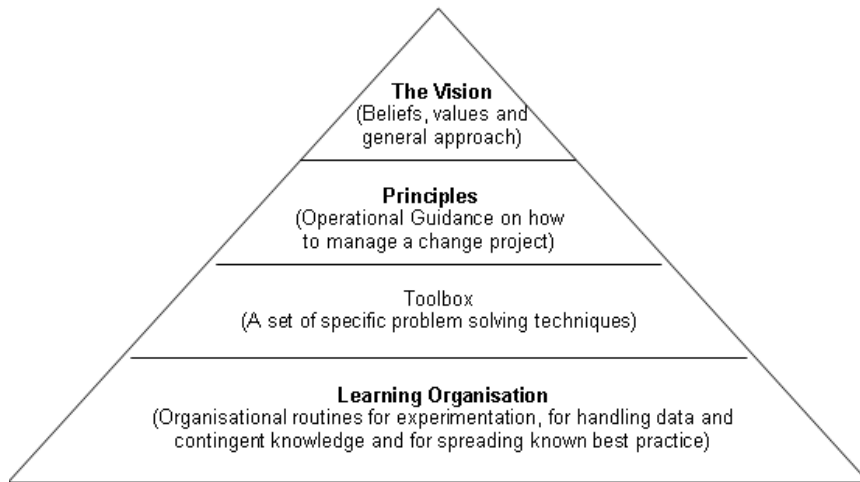 The Vision
(Beliefs, values and
general approach)
Principles
(Operational Guidance on how
to manage a change project)
Toolbox
(A set of specific problem solving techniques)
Learning Organisation
(Organisational routines for experimentation, for handling data and
contingent knowledge and for spreading known best practice)